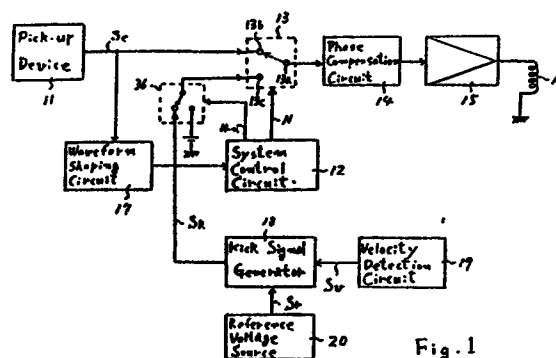 Pick-up
Device
11
Se
13
13b
13a
13c
Phase
Compensation
Circuit
14
15
36
N
Waveform
Shaping
Circuit
17
System
Control
Circuit
12
Sk
18
Kick Signal
Generator
Sv
Velocity
Detection
Circuit
19
Sr
Reference
Voltage
Source
20
Fig. 1